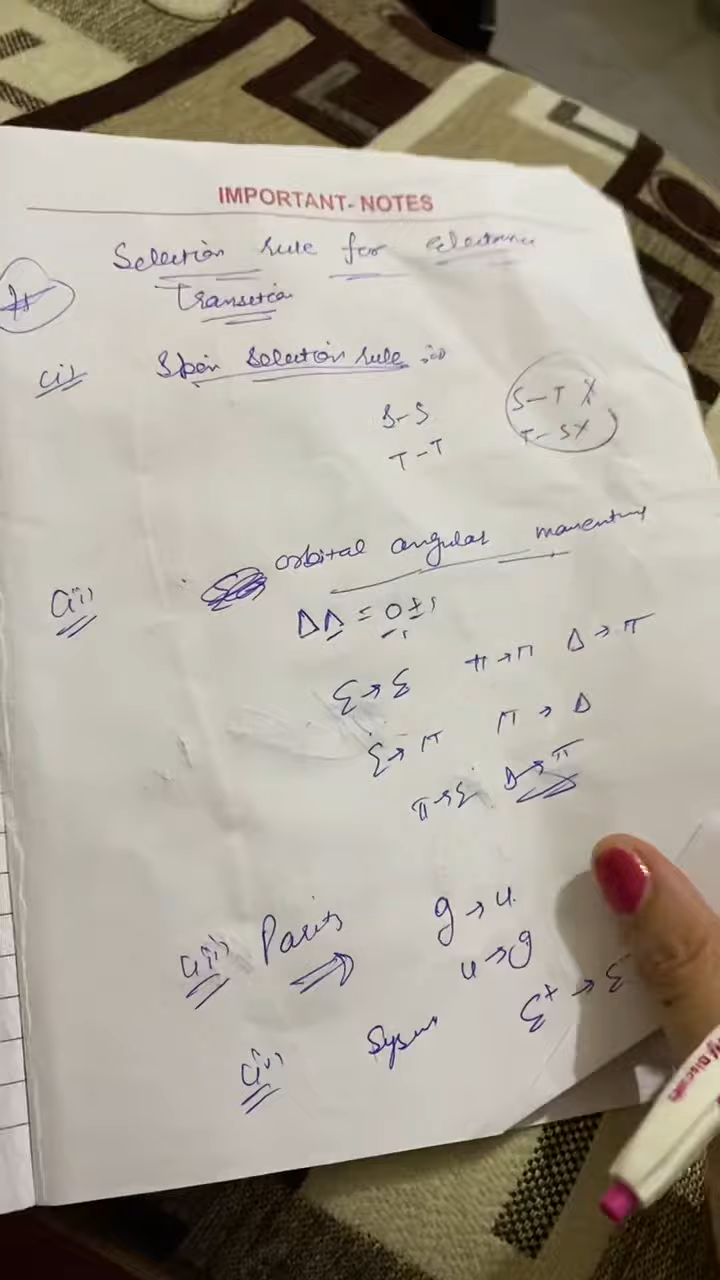 IMPORTANT- NOTES
Selection rule for electronic
Transition
(i) Spin Selection rule :-
S-S S-T X
T-T T-S X
(ii) orbital angular momentum
ΔΛ = 0 ± 1
Σ → Σ π → π Δ → π
Σ → π π → Δ
π → Σ Δ → π
(iii) Parity g → u
u → g
(iv) Σ+ ↔ Σ